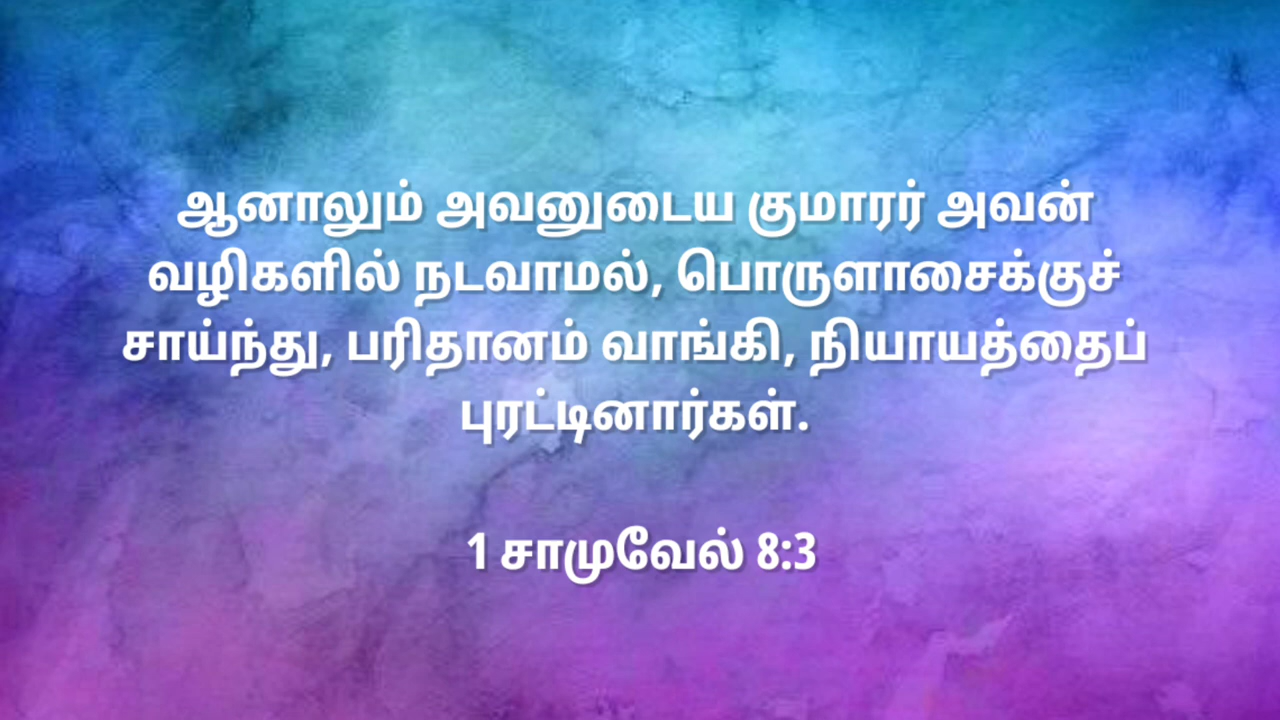 ஆனாலும் அவனுடைய குமாரர் அவன்
வழிகளில் நடவாமல், பொருளாசைக்குச்
சாய்ந்து, பரிதானம் வாங்கி, நியாயத்தைப்
புரட்டினார்கள்.
1 சாமுவேல் 8:3